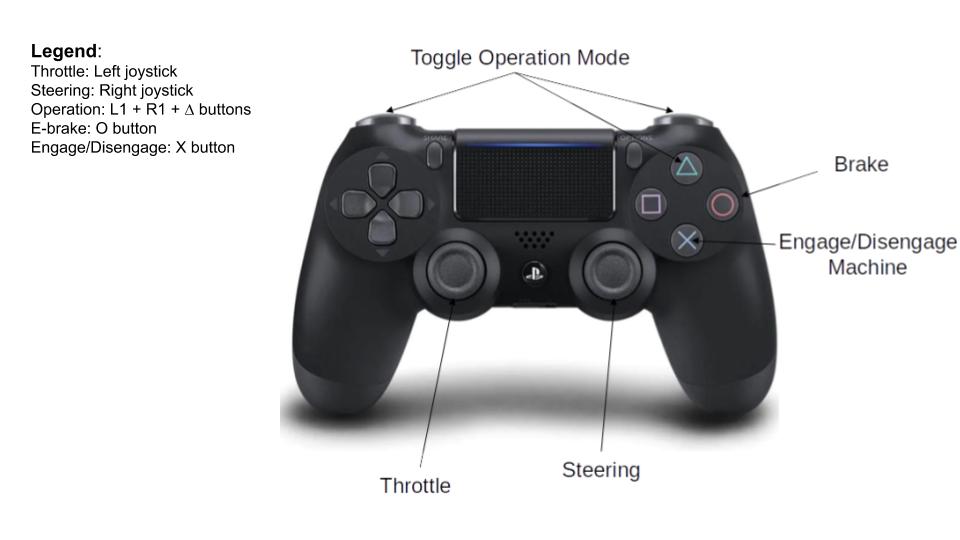 Legend:
Throttle: Left joystick
Steering: Right joystick
Operation: L1 + R1 + Δ buttons
E-brake: O button
Engage/Disengage: X button
Toggle Operation Mode
SHARE
OPTIONS
Brake
Engage/Disengage
Machine
Steering
Throttle